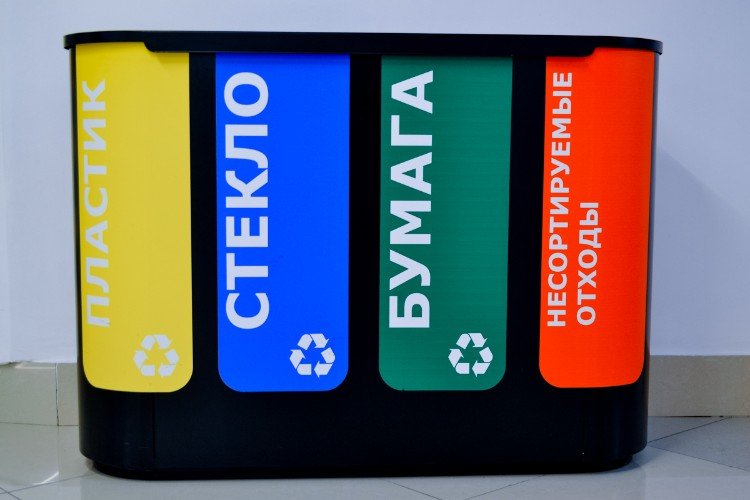 ПЛАСТИК
СТЕКЛО
БУМАГА
НЕСОРТИРУЕМЫЕ
ОТХОДЫ